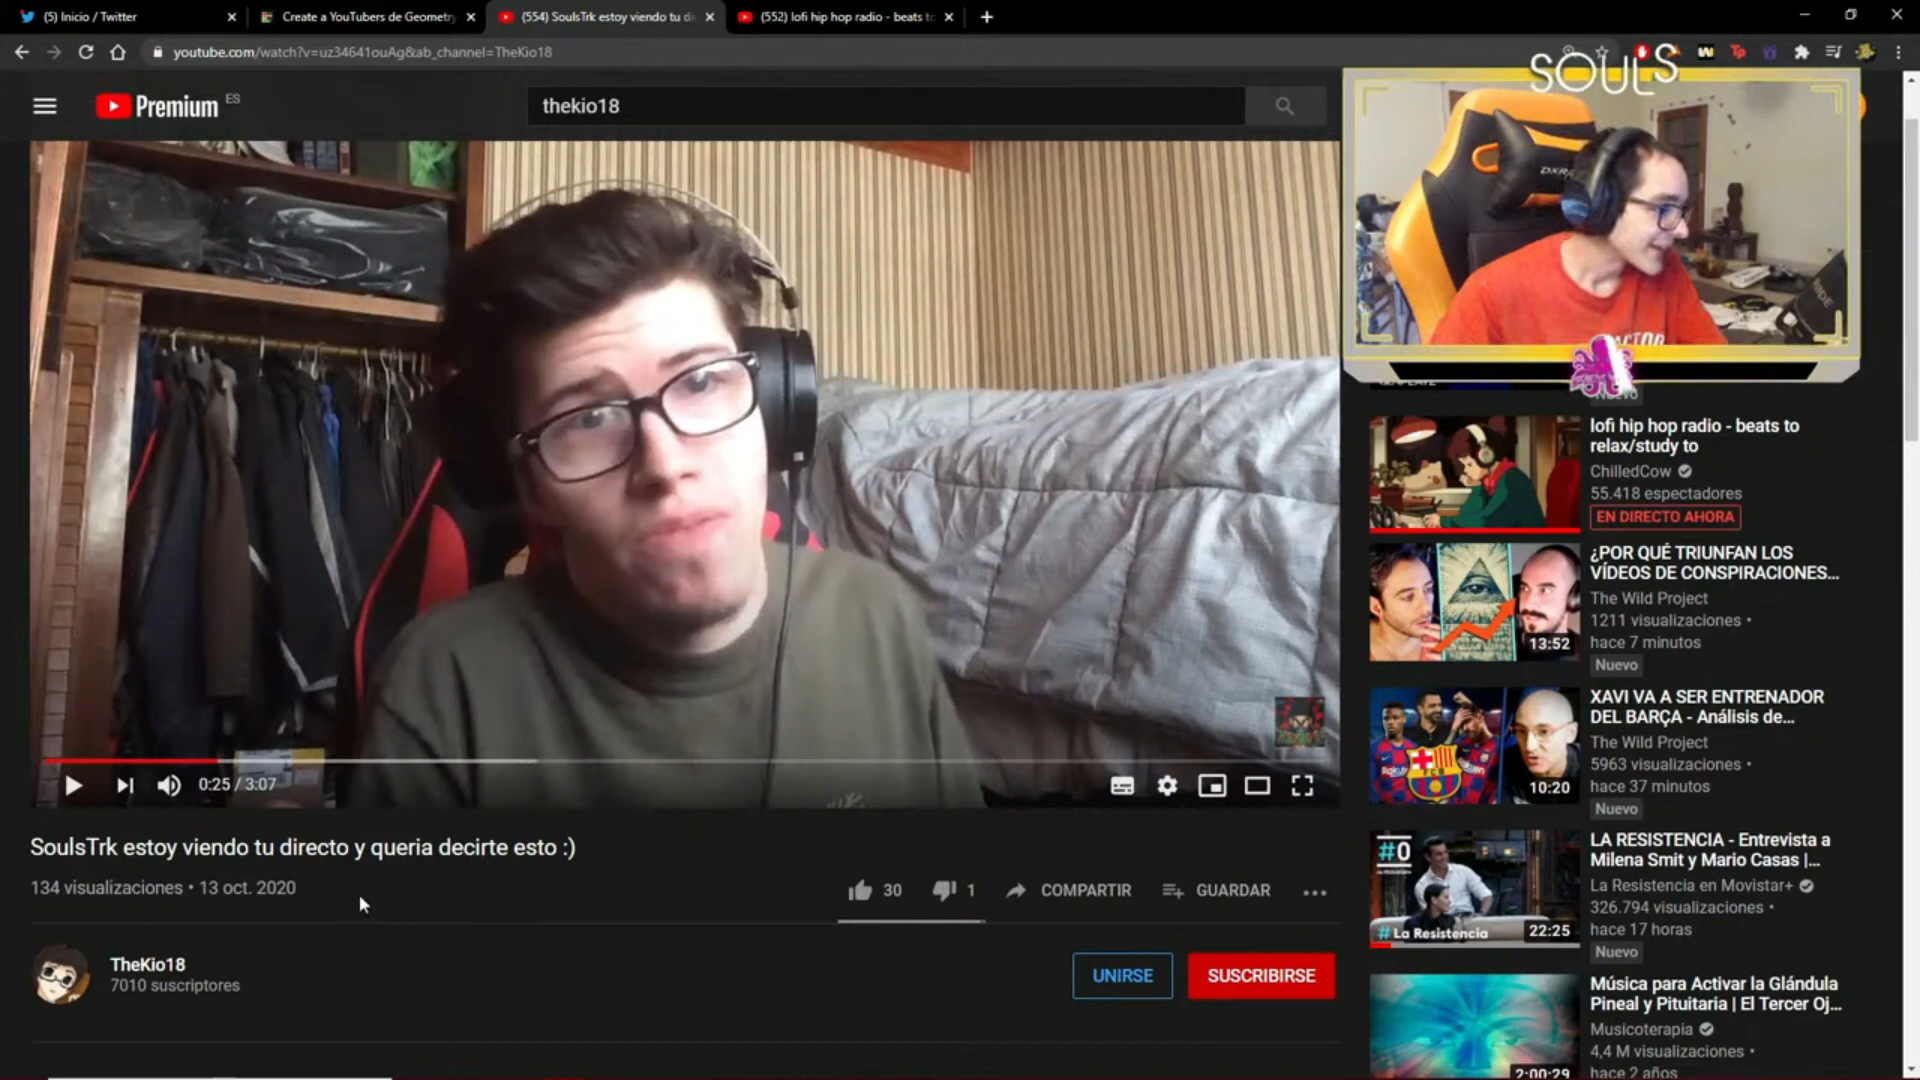 (5) Inicio / Twitter
Create a YouTubers de Geometry
(554) SoulsTrk estoy viendo tu di
(552) lofi hip hop radio - beats to
youtube.com/watch?v=uz34641ouAg&ab_channel=TheKio18
SOULS
Premium
ES
thekio18
DXRA
Nuevo
lofi hip hop radio - beats to
relax/study to
ChilledCow
55.418 espectadores
EN DIRECTO AHORA
¿POR QUÉ TRIUNFAN LOS
VÍDEOS DE CONSPIRACIONES...
The Wild Project
1211 visualizaciones •
hace 7 minutos
13:52
Nuevo
XAVI VA A SER ENTRENADOR
DEL BARÇA - Análisis de...
The Wild Project
5963 visualizaciones •
hace 37 minutos
10:20
Nuevo
0:25 / 3:07
SoulsTrk estoy viendo tu directo y queria decirte esto :)
134 visualizaciones • 13 oct. 2020
30
1
COMPARTIR
GUARDAR
TheKio18
7010 suscriptores
UNIRSE
SUSCRIBIRSE
#0
# La Resistencia
22:25
LA RESISTENCIA - Entrevista a
Milena Smit y Mario Casas |...
La Resistencia en Movistar+
326.794 visualizaciones •
hace 17 horas
Nuevo
Música para Activar la Glándula
Pineal y Pituitaria | El Tercer Oj...
Musicoterapia
4,4 M visualizaciones •
hace 2 años
2:00:29